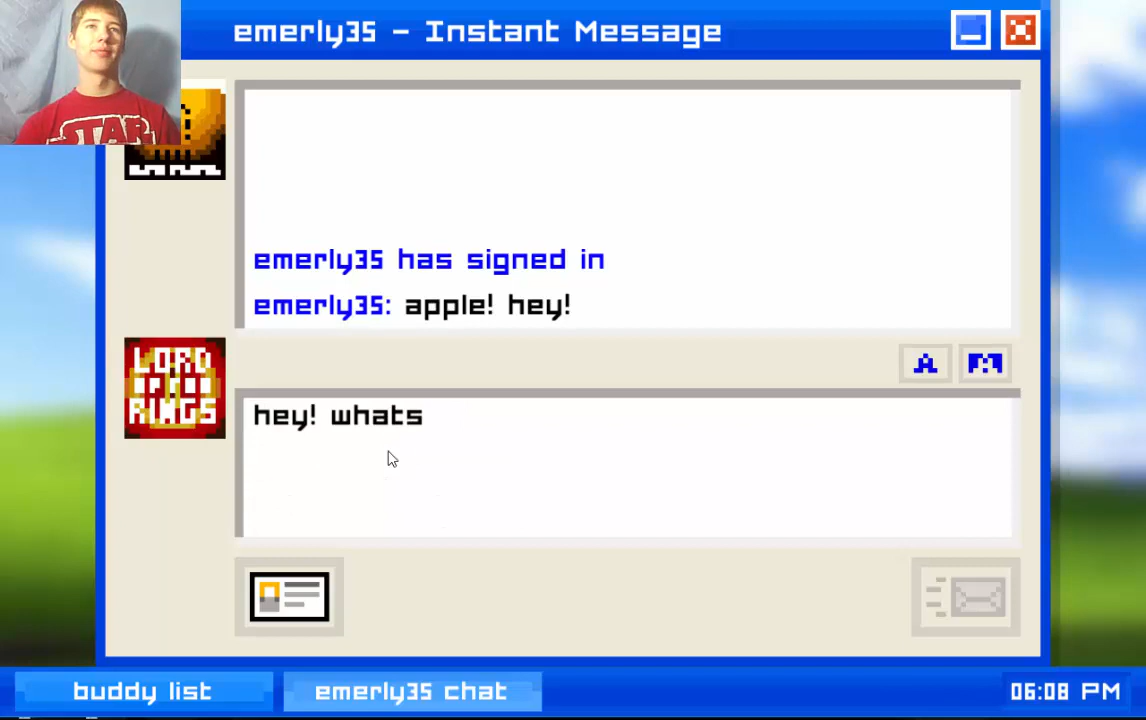 emerly35 - Instant Message
STAR
emerly35 has signed in
emerly35: apple! hey!
LORD
OF THE
RINGS
A
hey! whats
buddy list
emerly35 chat
06:08 PM